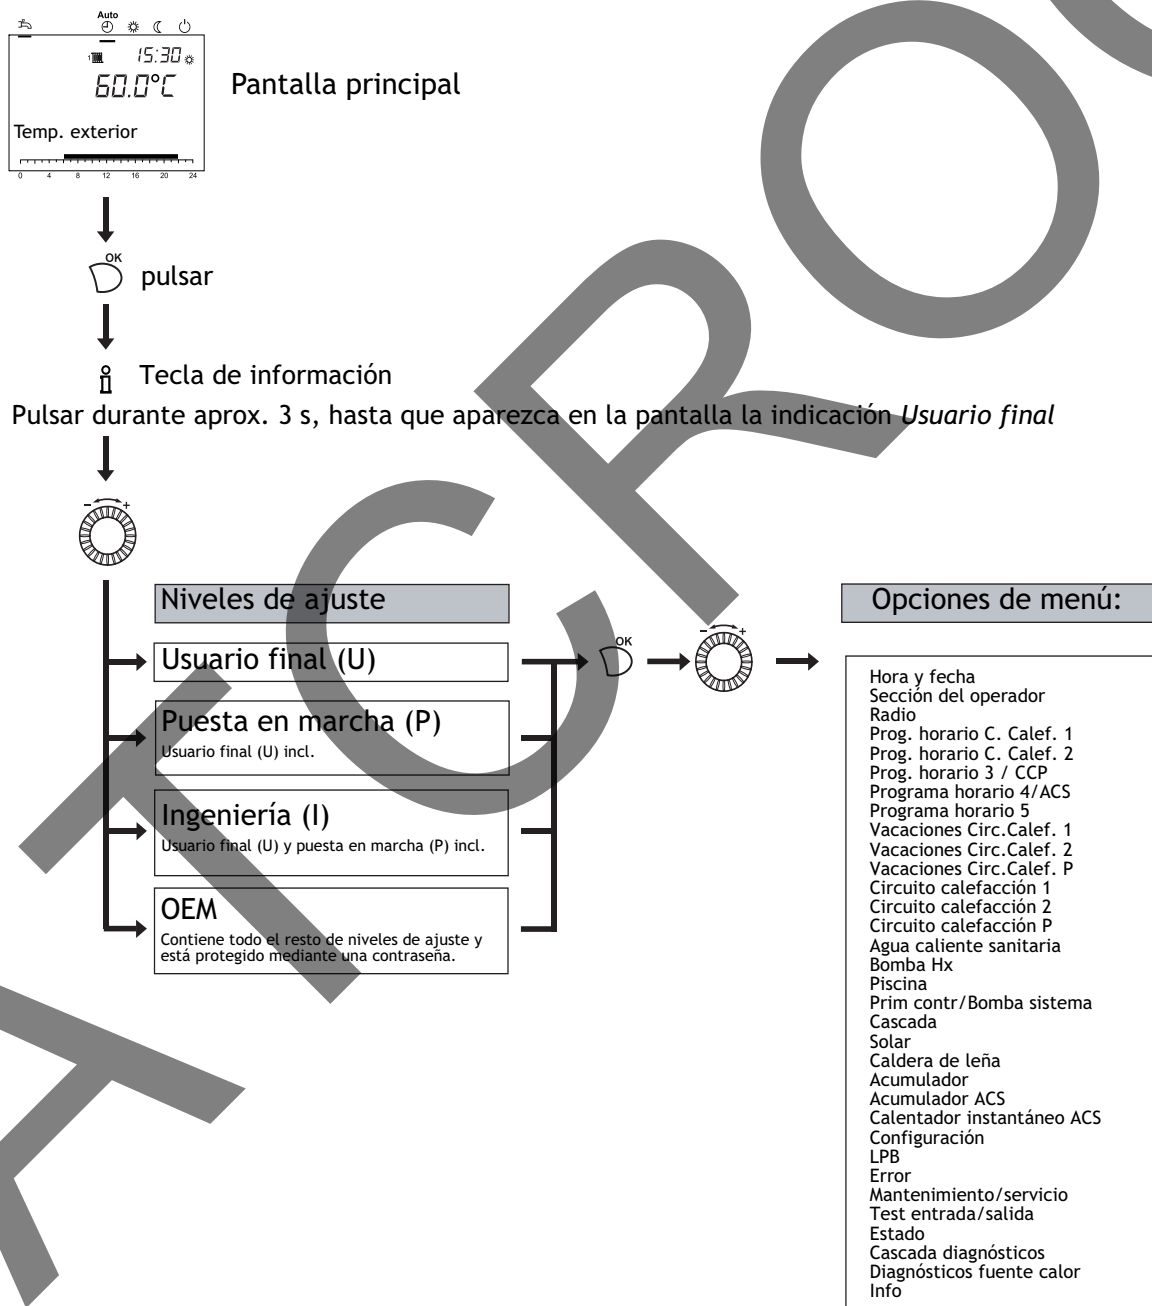 Auto
1 15:30
60.0°C
Temp. exterior
0 4 8 12 16 20 24
Pantalla principal
OK
pulsar
Tecla de información
Pulsar durante aprox. 3 s, hasta que aparezca en la pantalla la indicación Usuario final
- +
Niveles de ajuste
Usuario final (U)
Puesta en marcha (P)
Usuario final (U) incl.
Ingeniería (I)
Usuario final (U) y puesta en marcha (P) incl.
OEM
Contiene todo el resto de niveles de ajuste y
está protegido mediante una contraseña.
OK
- +
Opciones de menú:
Hora y fecha
Sección del operador
Radio
Prog. horario C. Calef. 1
Prog. horario C. Calef. 2
Prog. horario 3 / CCP
Programa horario 4/ACS
Programa horario 5
Vacaciones Circ.Calef. 1
Vacaciones Circ.Calef. 2
Vacaciones Circ.Calef. P
Circuito calefacción 1
Circuito calefacción 2
Circuito calefacción P
Agua caliente sanitaria
Bomba Hx
Piscina
Prim contr/Bomba sistema
Cascada
Solar
Caldera de leña
Acumulador
Acumulador ACS
Calentador instantáneo ACS
Configuración
LPB
Error
Mantenimiento/servicio
Test entrada/salida
Estado
Cascada diagnósticos
Diagnósticos fuente calor
Info
ATCRO